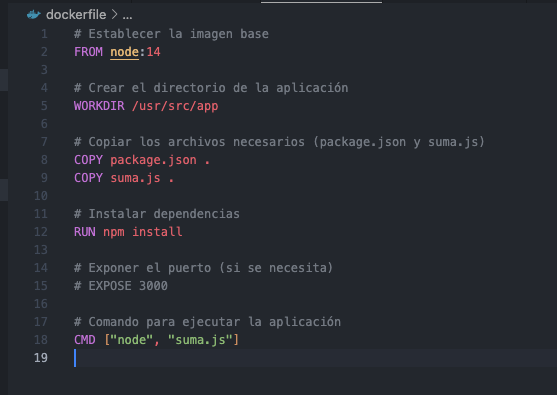 dockerfile > ...
1 # Establecer la imagen base
2 FROM node:14
3
4 # Crear el directorio de la aplicación
5 WORKDIR /usr/src/app
6
7 # Copiar los archivos necesarios (package.json y suma.js)
8 COPY package.json .
9 COPY suma.js .
10
11 # Instalar dependencias
12 RUN npm install
13
14 # Exponer el puerto (si se necesita)
15 # EXPOSE 3000
16
17 # Comando para ejecutar la aplicación
18 CMD ["node", "suma.js"]
19